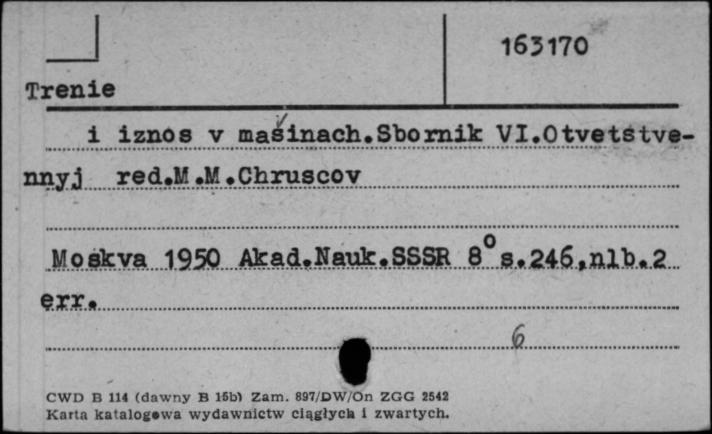 163170
Trenie
i iznos v mašinach.Sbornik VI.Otvetstve-
nnyj red.M.M.Chruscov
Moskva 1950 Akad.Nauk.SSSR 8° s.246,nlb.2
err.
6
CWD B 114 (dawny B 15b) Zam. 897/DW/On ZGG 2542
Karta katalogowa wydawnictw ciągłych i zwartych.